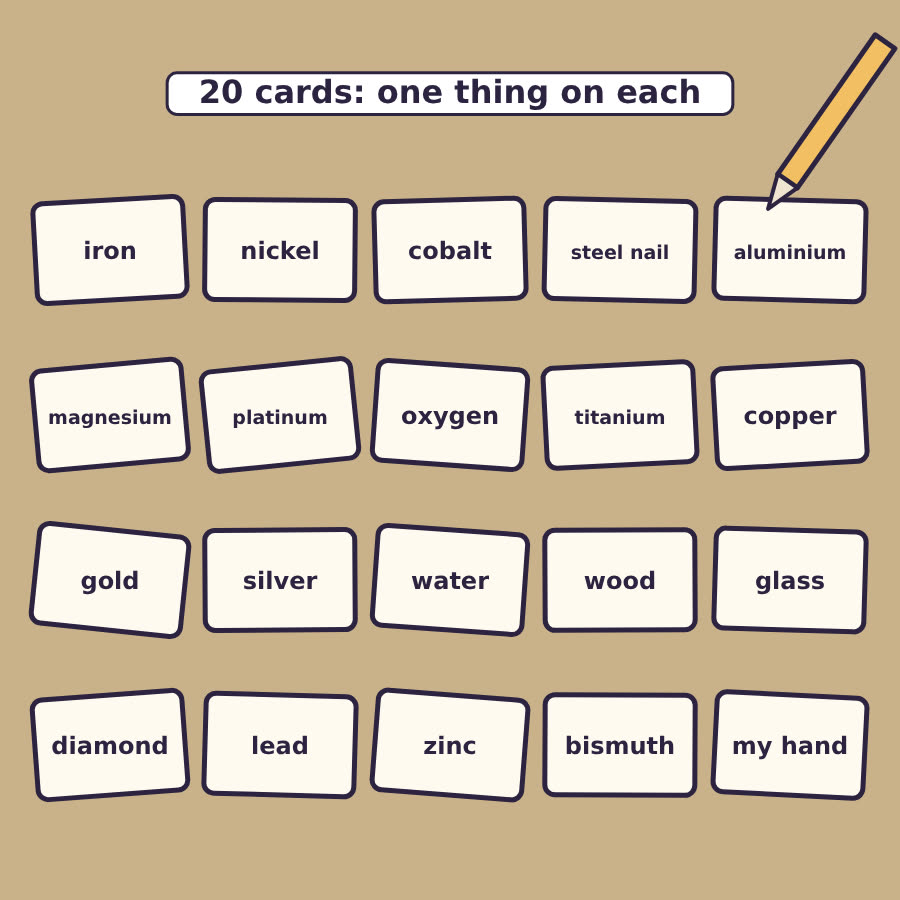 20 cards: one thing on each
iron
nickel
cobalt
steel nail
aluminium
magnesium
platinum
oxygen
titanium
copper
gold
silver
water
wood
glass
diamond
lead
zinc
bismuth
my hand